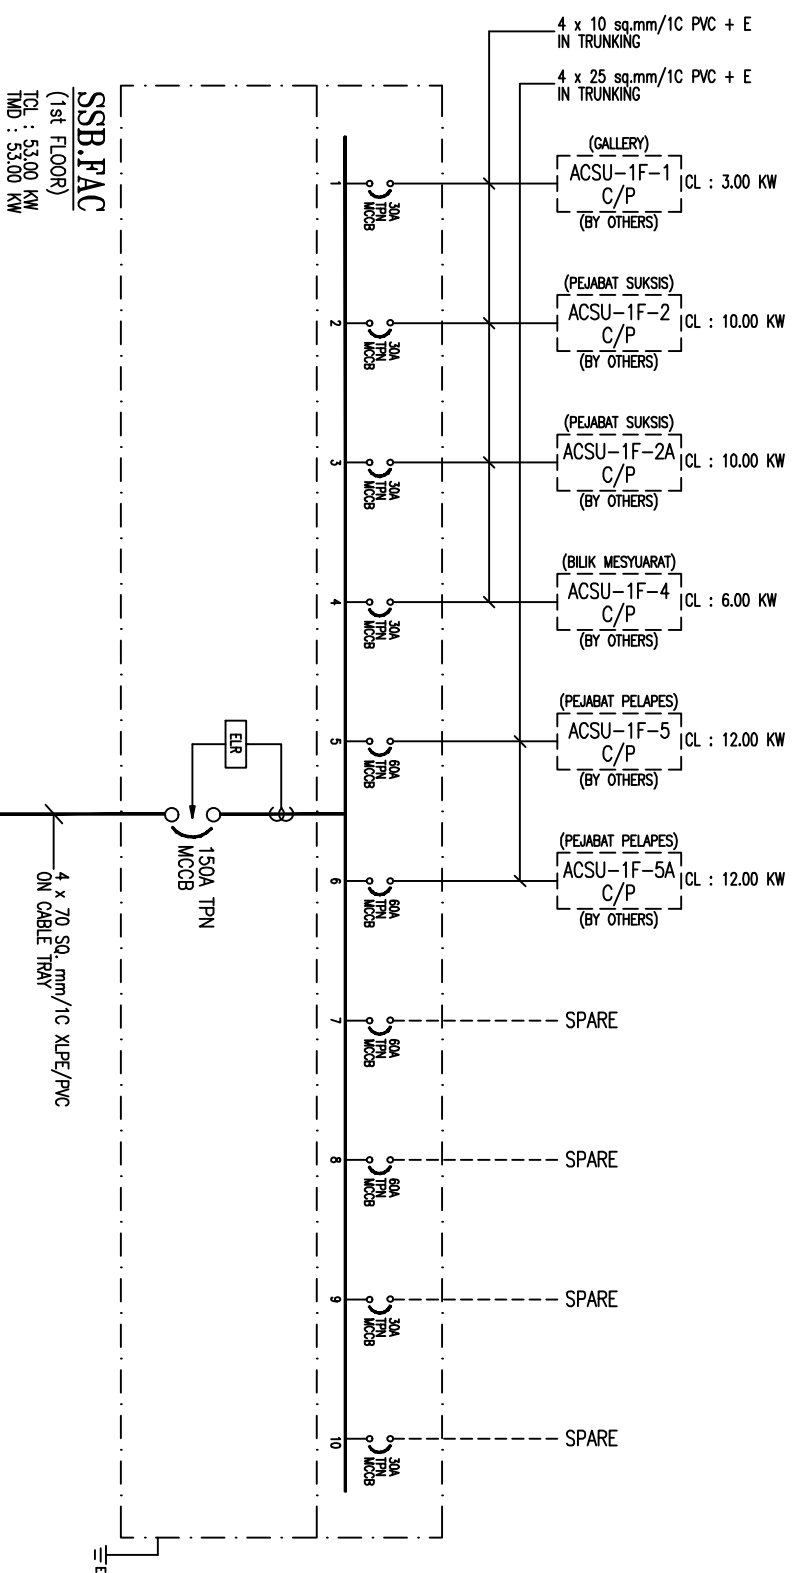 4 x 10 sq.mm/1C PVC + E
IN TRUNKING
4 x 25 sq.mm/1C PVC + E
IN TRUNKING
SSB.FAC
(1st FLOOR)
TCL : 53.00 KW
TMD : 53.00 KW
1
30A
TPN
MCCB
(GALLERY)
ACSU-1F-1
C/P
(BY OTHERS)
CL : 3.00 KW
2
30A
TPN
MCCB
(PEJABAT SUKSIS)
ACSU-1F-2
C/P
(BY OTHERS)
CL : 10.00 KW
3
30A
TPN
MCCB
(PEJABAT SUKSIS)
ACSU-1F-2A
C/P
(BY OTHERS)
CL : 10.00 KW
4
30A
TPN
MCCB
(BILIK MESYUARAT)
ACSU-1F-4
C/P
(BY OTHERS)
CL : 6.00 KW
5
60A
TPN
MCCB
(PEJABAT PELAPES)
ACSU-1F-5
C/P
(BY OTHERS)
CL : 12.00 KW
ELR
150A TPN
MCCB
4 x 70 SQ. mm/1C XLPE/PVC
ON CABLE TRAY
6
60A
TPN
MCCB
(PEJABAT PELAPES)
ACSU-1F-5A
C/P
(BY OTHERS)
CL : 12.00 KW
7
60A
TPN
MCCB
SPARE
8
60A
TPN
MCCB
SPARE
9
30A
TPN
MCCB
SPARE
10
30A
TPN
MCCB
SPARE
E